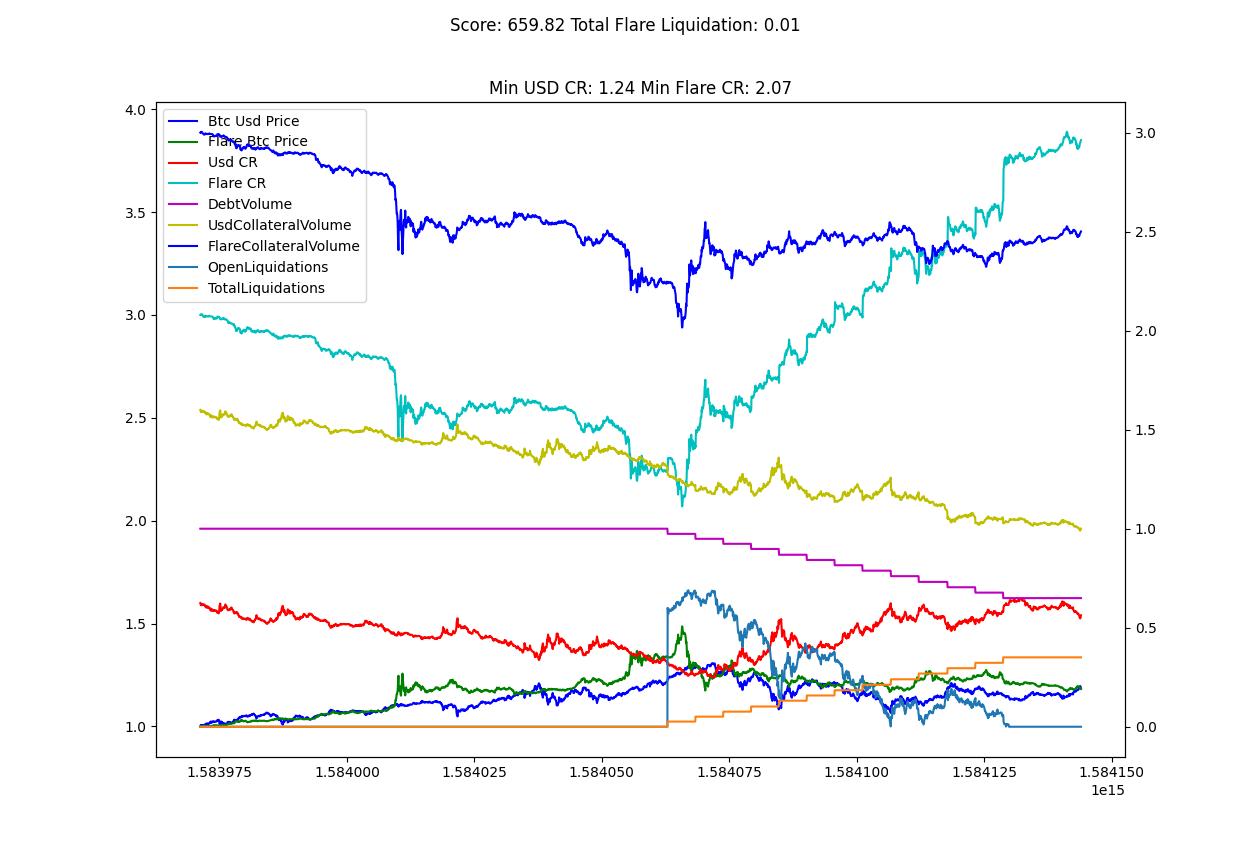 Score: 659.82 Total Flare Liquidation: 0.01
Min USD CR: 1.24 Min Flare CR: 2.07
4.0
3.5
3.0
2.5
2.0
1.5
1.0
Btc Usd Price
Flare Btc Price
Usd CR
Flare CR
DebtVolume
UsdCollateralVolume
FlareCollateralVolume
OpenLiquidations
TotalLiquidations
3.0
2.5
2.0
1.5
1.0
0.5
0.0
1.583975
1.584000
1.584025
1.584050
1.584075
1.584100
1.584125
1.584150
1e15